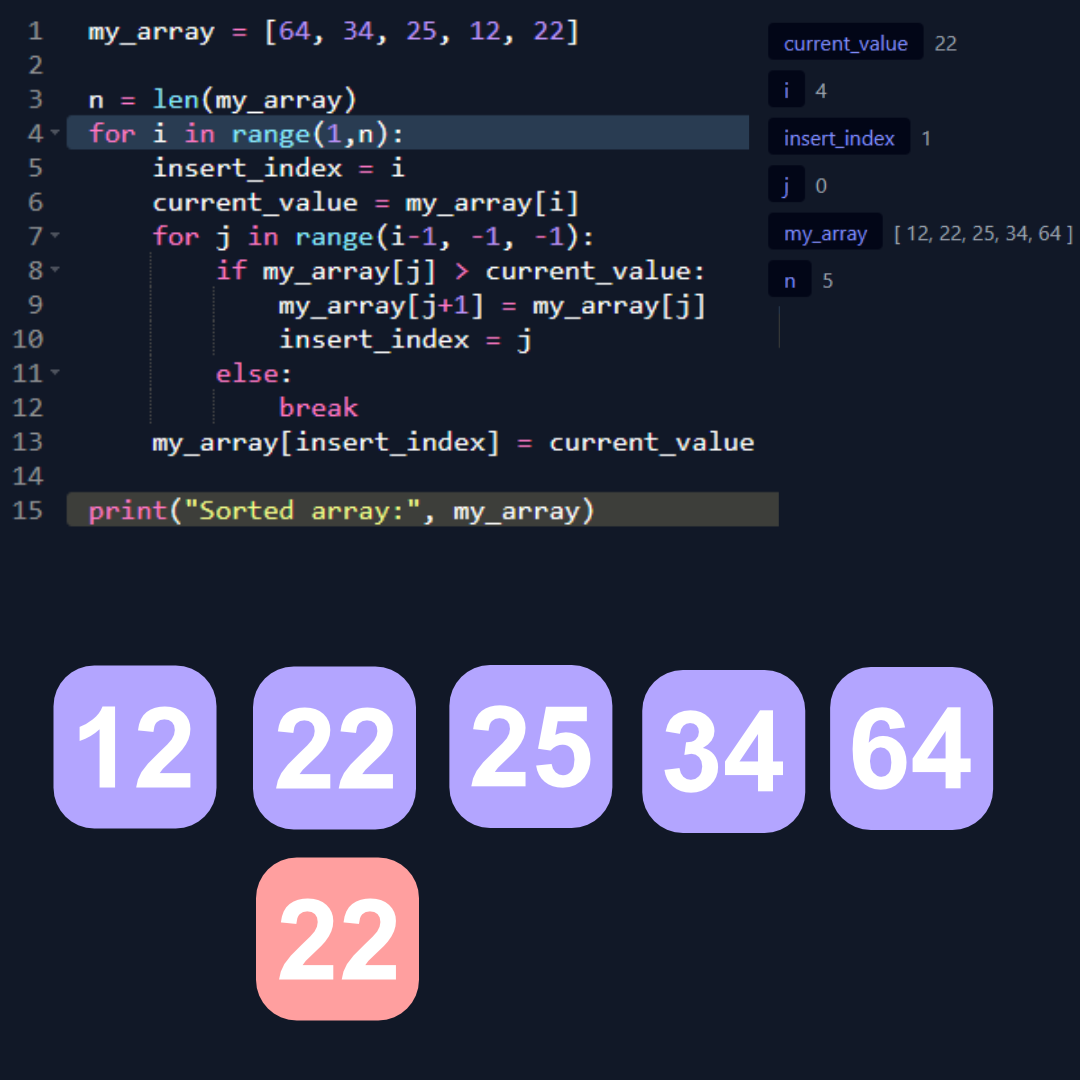 1 my_array = [64, 34, 25, 12, 22]
2
3 n = len(my_array)
4 for i in range(1,n):
5     insert_index = i
6     current_value = my_array[i]
7     for j in range(i-1, -1, -1):
8         if my_array[j] > current_value:
9             my_array[j+1] = my_array[j]
10             insert_index = j
11         else:
12             break
13     my_array[insert_index] = current_value
14
15 print("Sorted array:", my_array)
current_value 22
i 4
insert_index 1
j 0
my_array [ 12, 22, 25, 34, 64 ]
n 5
12 22 25 34 64
22